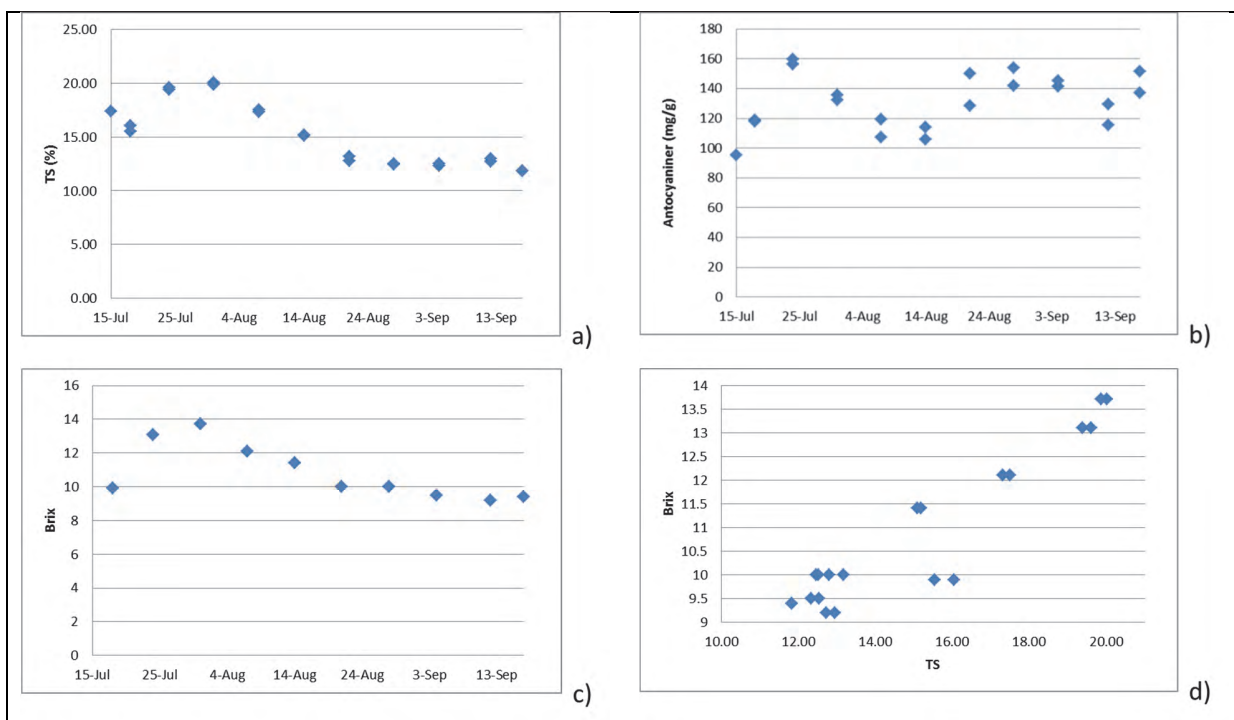 25.00
20.00
15.00
10.00
5.00
0.00
TS (%)
15-Jul 25-Jul 4-Aug 14-Aug 24-Aug 3-Sep 13-Sep
a)
180
160
140
120
100
80
60
40
20
0
Antocyaniner (mg/g)
15-Jul 25-Jul 4-Aug 14-Aug 24-Aug 3-Sep 13-Sep
b)
16
14
12
10
8
6
4
2
0
Brix
15-Jul 25-Jul 4-Aug 14-Aug 24-Aug 3-Sep 13-Sep
c)
14
13.5
13
12.5
12
11.5
11
10.5
10
9.5
9
Brix
10.00 12.00 14.00 16.00 18.00 20.00
TS
d)